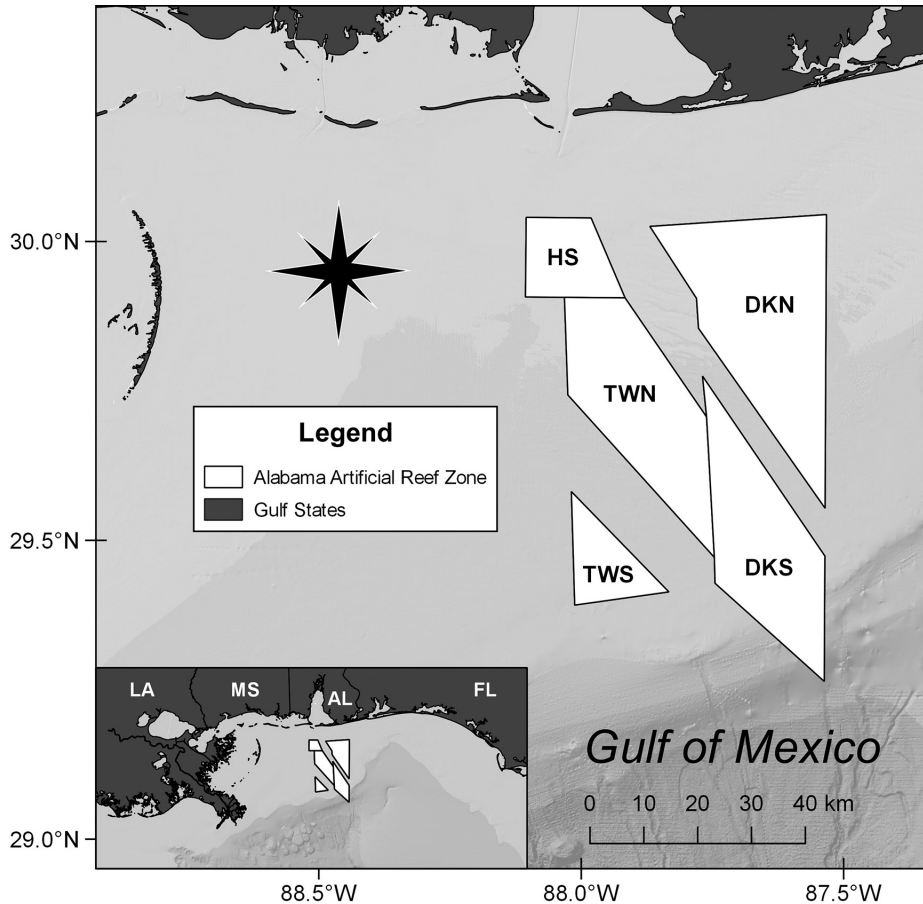 30.0°N
29.5°N
29.0°N
HS
DKN
TWN
Legend
Alabama Artificial Reef Zone
Gulf States
TWS
DKS
LA
MS
AL
FL
Gulf of Mexico
0 10 20 30 40 km
88.5°W 88.0°W 87.5°W